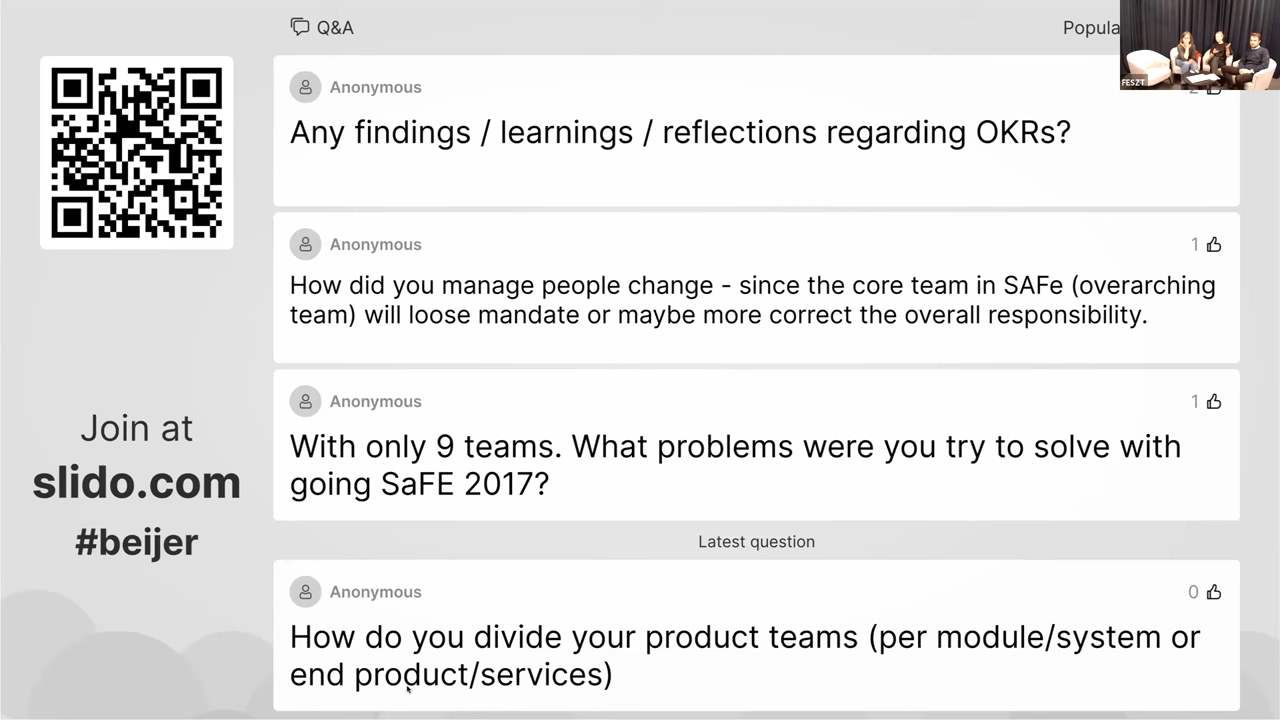 Q&A
Popula
FESZT
Anonymous
2
Any findings / learnings / reflections regarding OKRs?
Anonymous
1
How did you manage people change - since the core team in SAFe (overarching
team) will loose mandate or maybe more correct the overall responsibility.
Anonymous
1
With only 9 teams. What problems were you try to solve with
going SaFE 2017?
Join at
slido.com
#beijer
Latest question
Anonymous
0
How do you divide your product teams (per module/system or
end product/services)